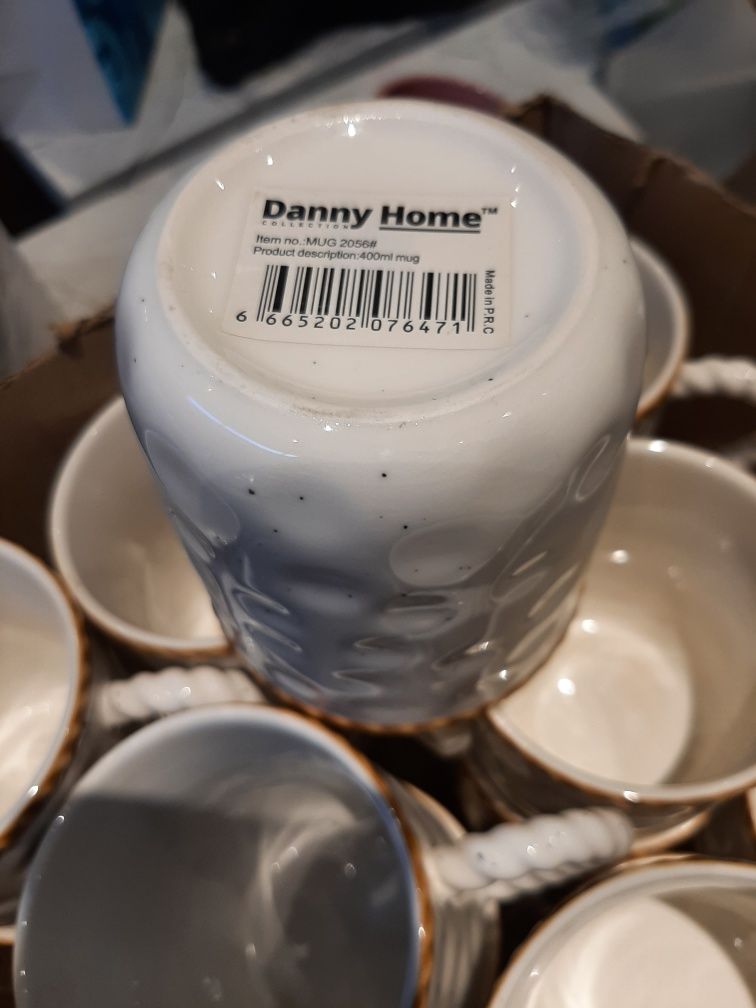 Danny Home™
COLLECTION
Item no.:MUG 2056#
Product description:400ml mug
6 665202 076471
Made in P.R.C